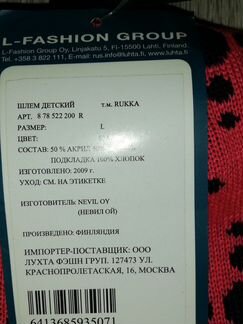 L-FASHION GROUP
L-Fashion Group Oy, Linjakatu 5, FI-15500 Lahti, Finland.
Tel. +358 3 822 111, E-mail: rus.info@luhta.fi, www.luhta.fi
ШЛЕМ ДЕТСКИЙ т.м. RUKKA
АРТ. 8 78 522 200 R
РАЗМЕР: L
ЦВЕТ:
СОСТАВ: 50 % АКРИЛ
ПОДКЛАДКА 100% ХЛОПОК
ИЗГОТОВЛЕНО: 2009 г.
УХОД: СМ. НА ЭТИКЕТКЕ
ИЗГОТОВИТЕЛЬ: NEVIL OY
(НЕВИЛ ОЙ)
ПРОИЗВЕДЕНО: ФИНЛЯНДИЯ
ИМПОРТЕР-ПОСТАВЩИК: ООО
ЛУХТА ФЭШН ГРУП. 127473 УЛ.
КРАСНОПРОЛЕТАСКАЯ, 16, МОСКВА
6413685935071